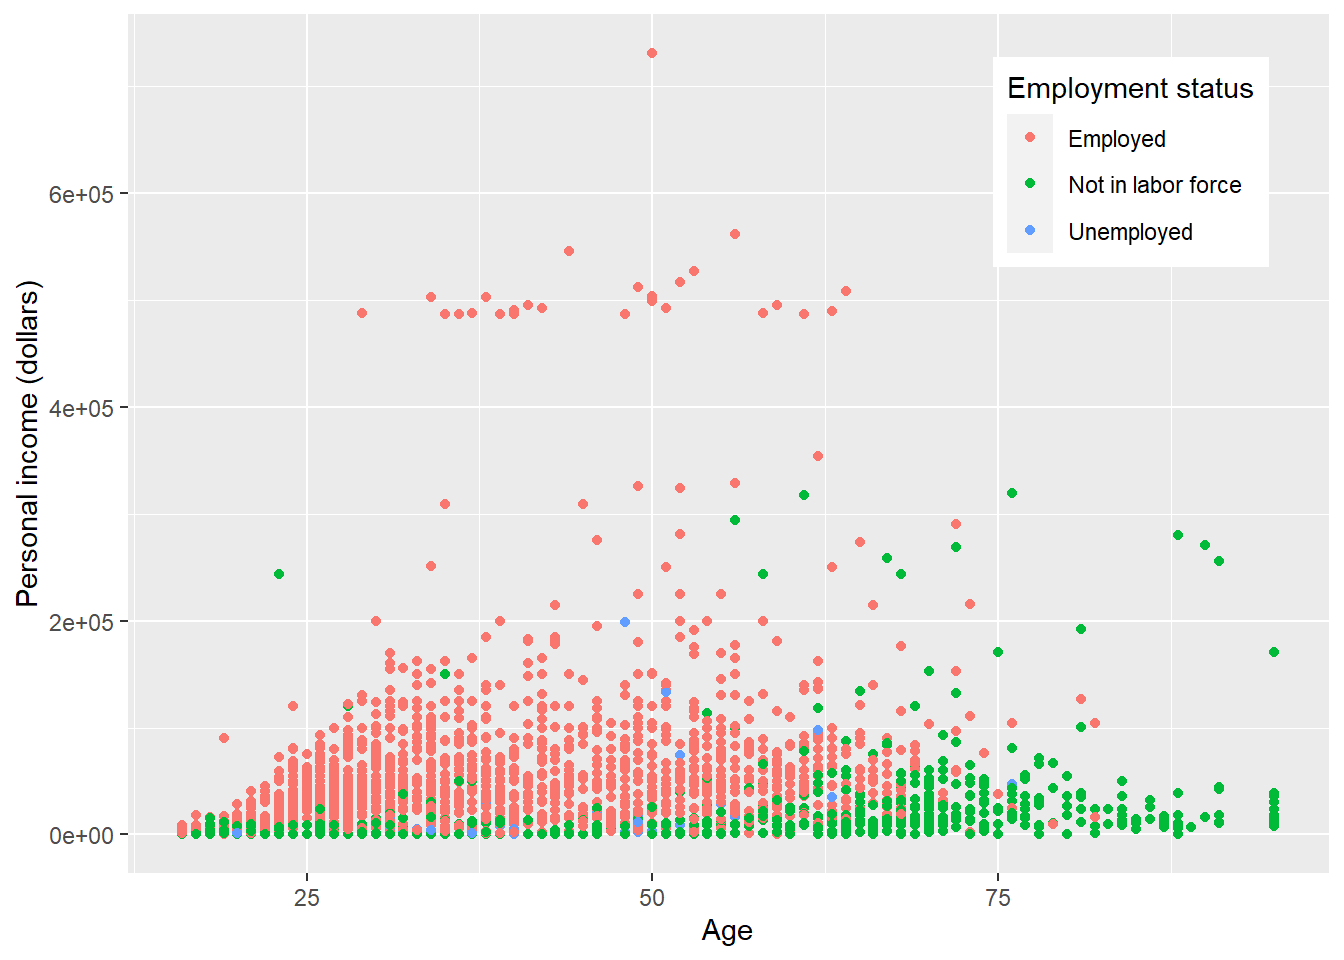 Employment status
Employed
Not in labor force
Unemployed
6e+05
4e+05
2e+05
0e+00
Personal income (dollars)
25 50 75
Age